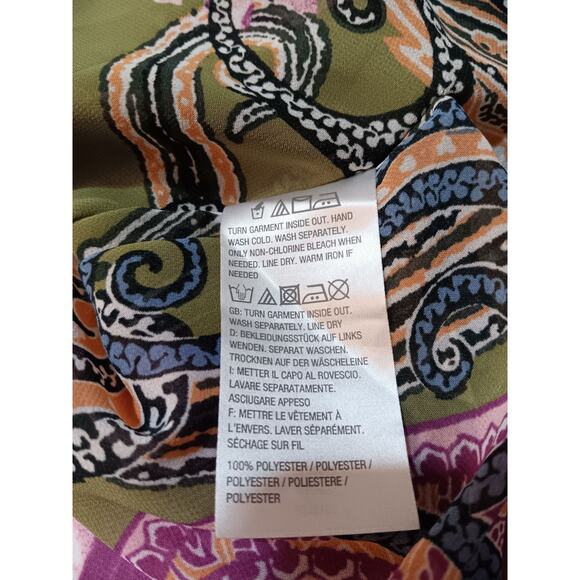 TURN GARMENT INSIDE OUT. HAND
WASH COLD. WASH SEPARATELY.
ONLY NON-CHLORINE BLEACH WHEN
NEEDED. LINE DRY. WARM IRON IF
NEEDED
GB: TURN GARMENT INSIDE OUT.
WASH SEPARATELY. LINE DRY
D: BEKLEIDUNGSSTÜCK AUF LINKS
WENDEN. SEPARAT WASCHEN.
TROCKNEN AUF DER WÄSCHELEINE
I: METTER IL CAPO AL ROVESCIO.
LAVARE SEPARATAMENTE.
ASCIUGARE APPESO
F: METTRE LE VÊTEMENT À
L'ENVERS. LAVER SÉPARÉMENT.
SÉCHAGE SUR FIL
100% POLYESTER / POLYESTER /
POLYESTER / POLIESTERE /
POLYESTER